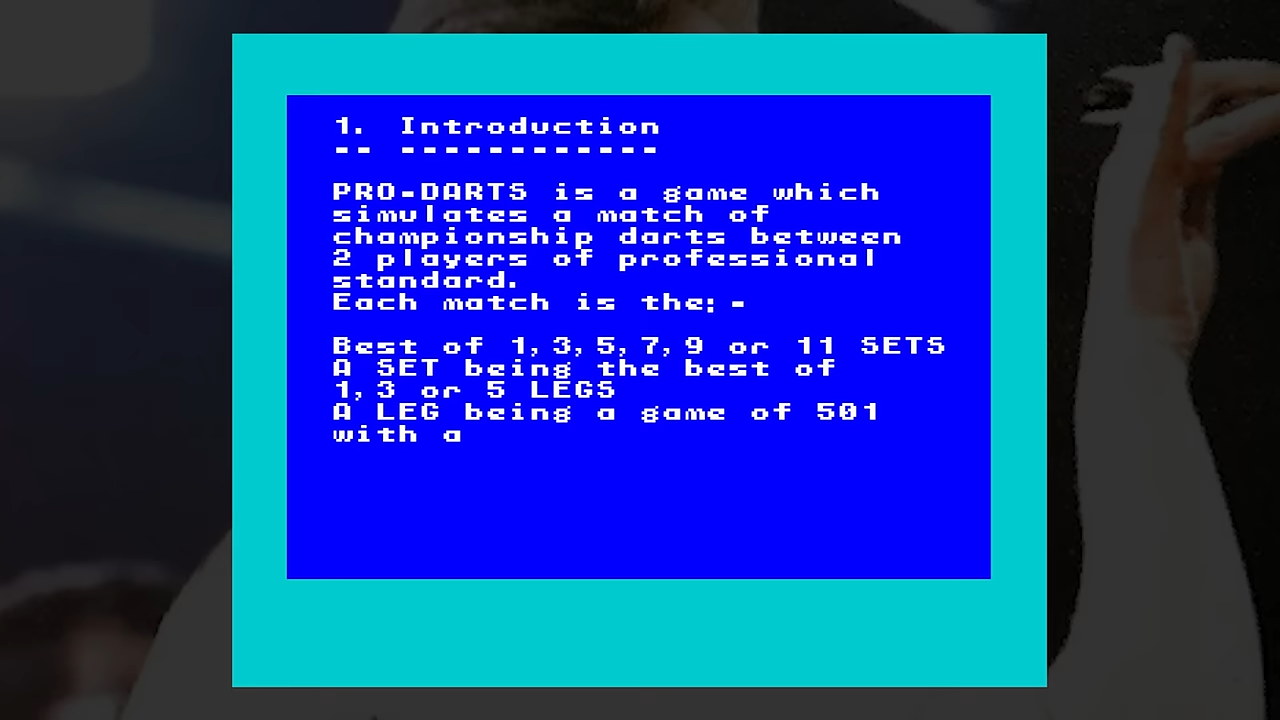 1. Introduction
-- ------------
PRO-DARTS is a game which
simulates a match of
championship darts between
2 players of professional
standard.
Each match is the;-
Best of 1,3,5,7,9 or 11 SETS
A SET being the best of
1,3 or 5 LEGS
A LEG being a game of 501
with a